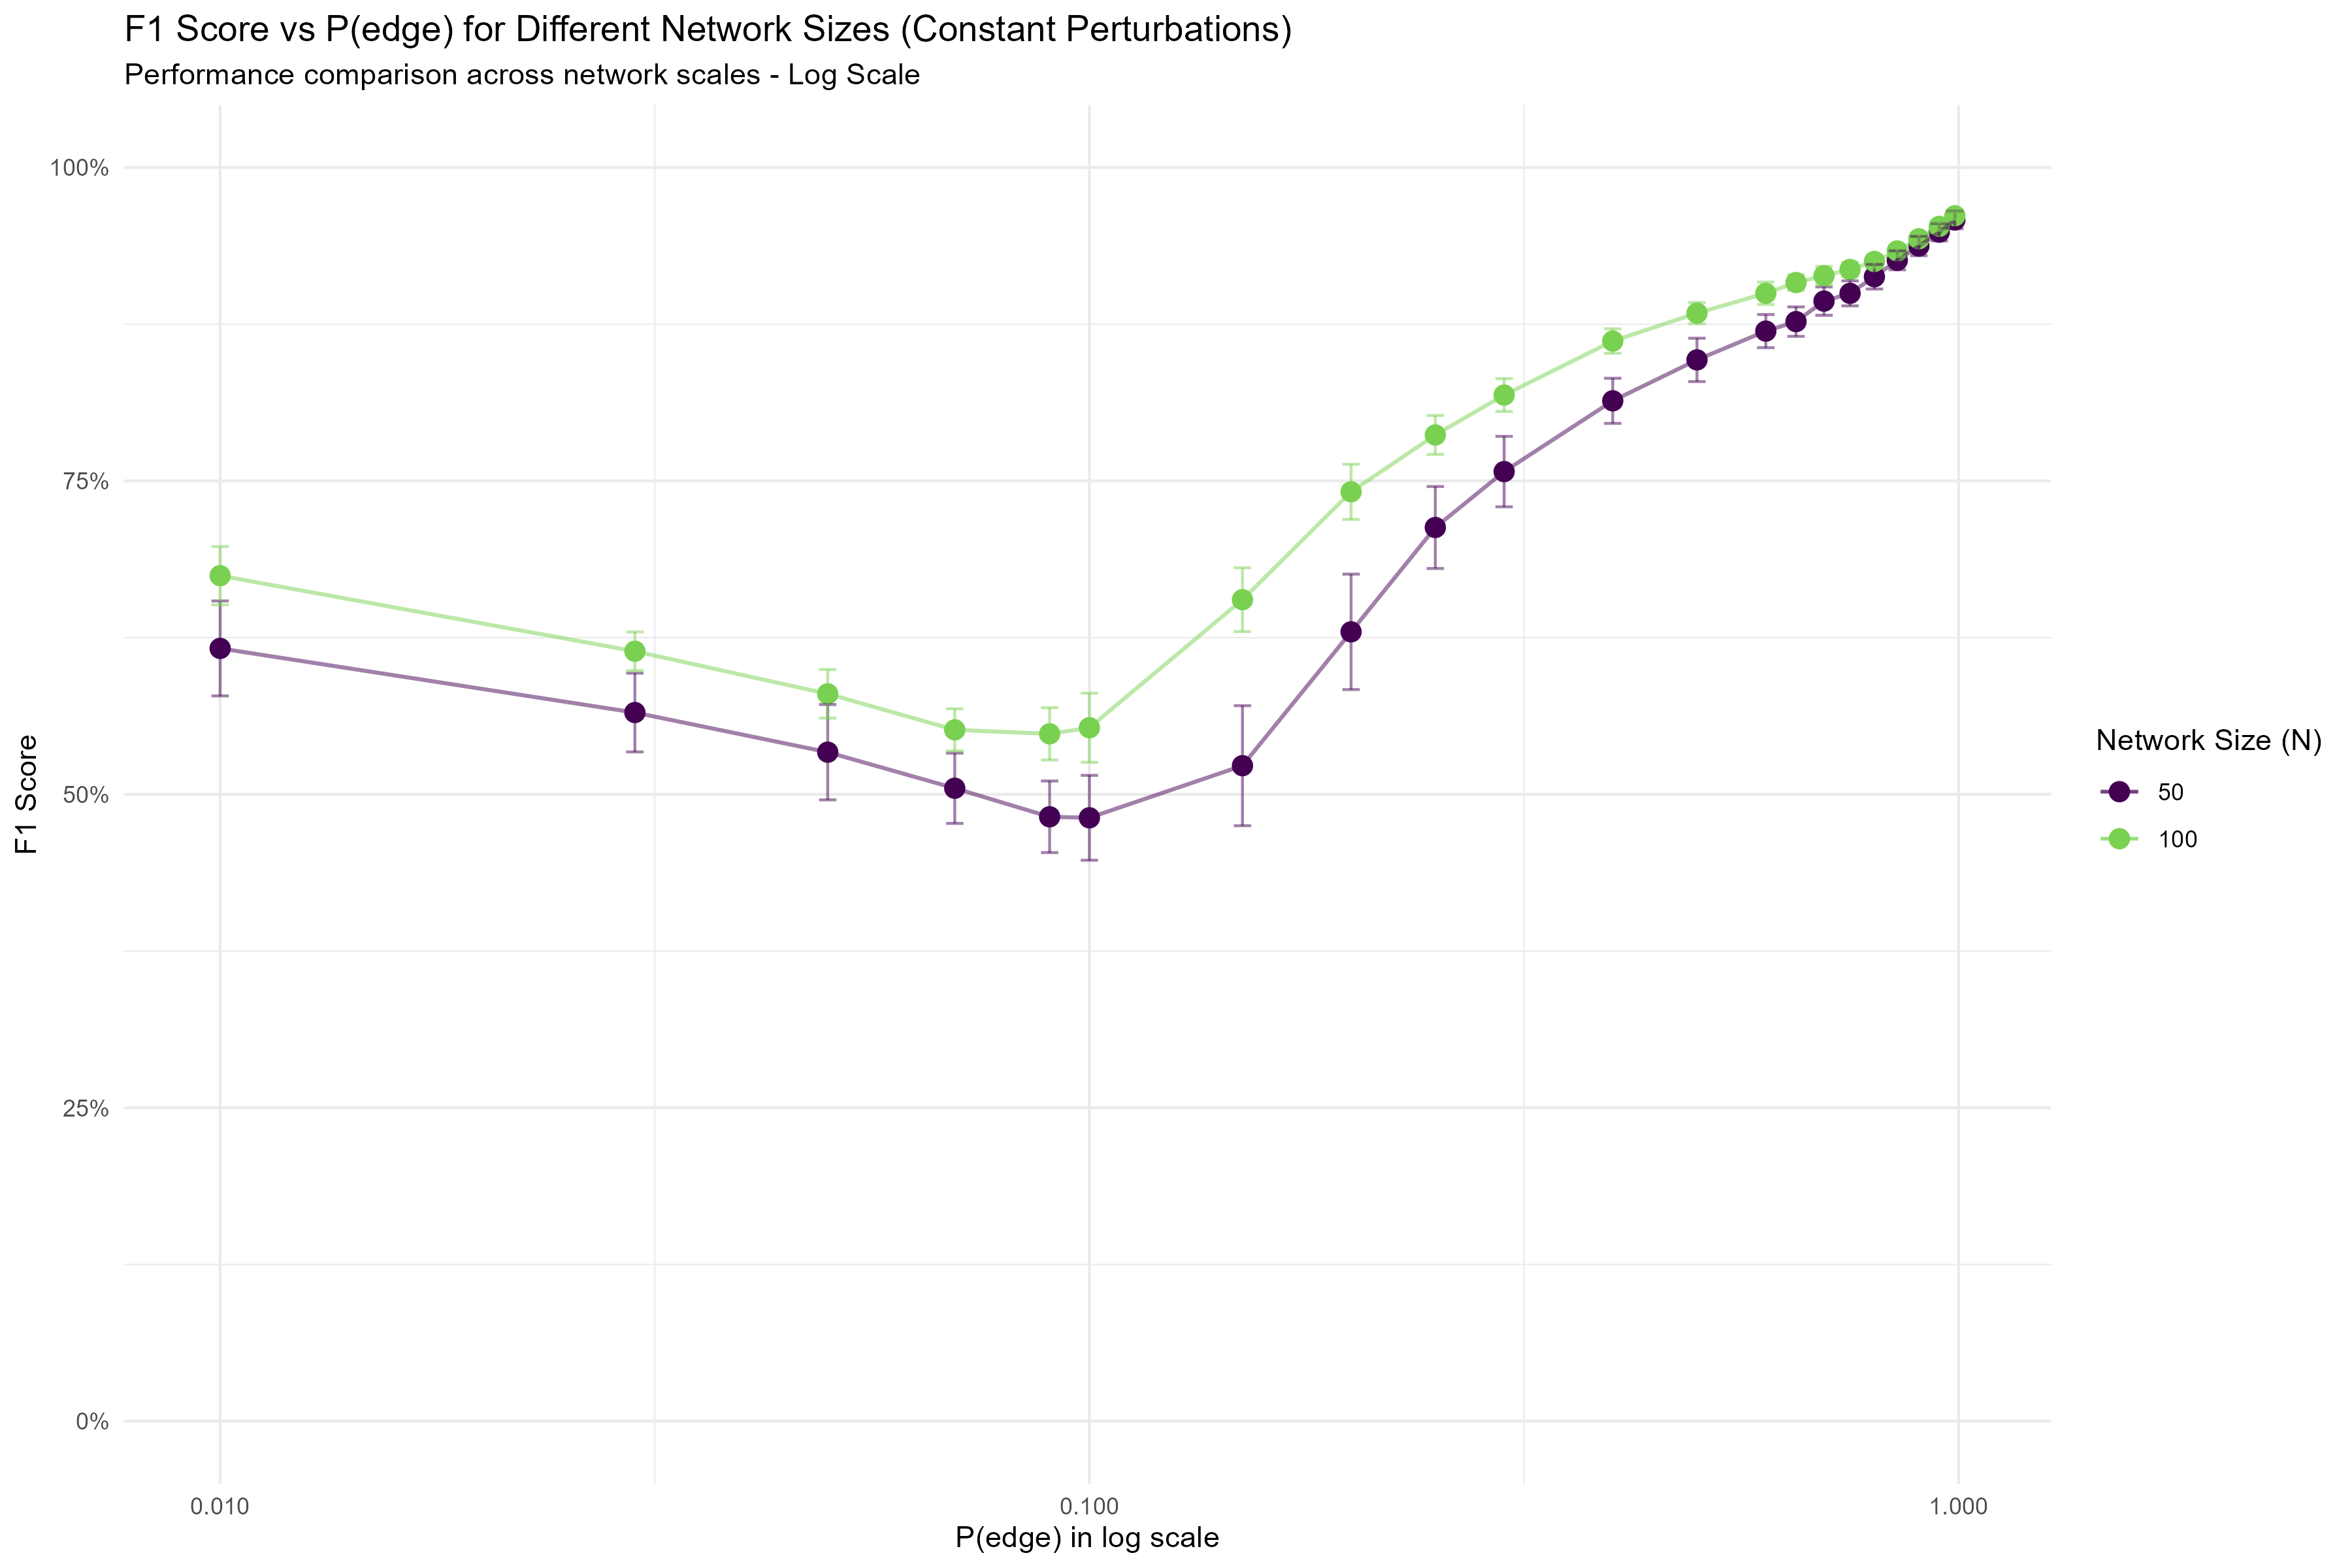 F1 Score vs P(edge) for Different Network Sizes (Constant Perturbations)
Performance comparison across network scales - Log Scale
100%
75%
50%
25%
0%
F1 Score
0.010
0.100
1.000
P(edge) in log scale
Network Size (N)
50
100